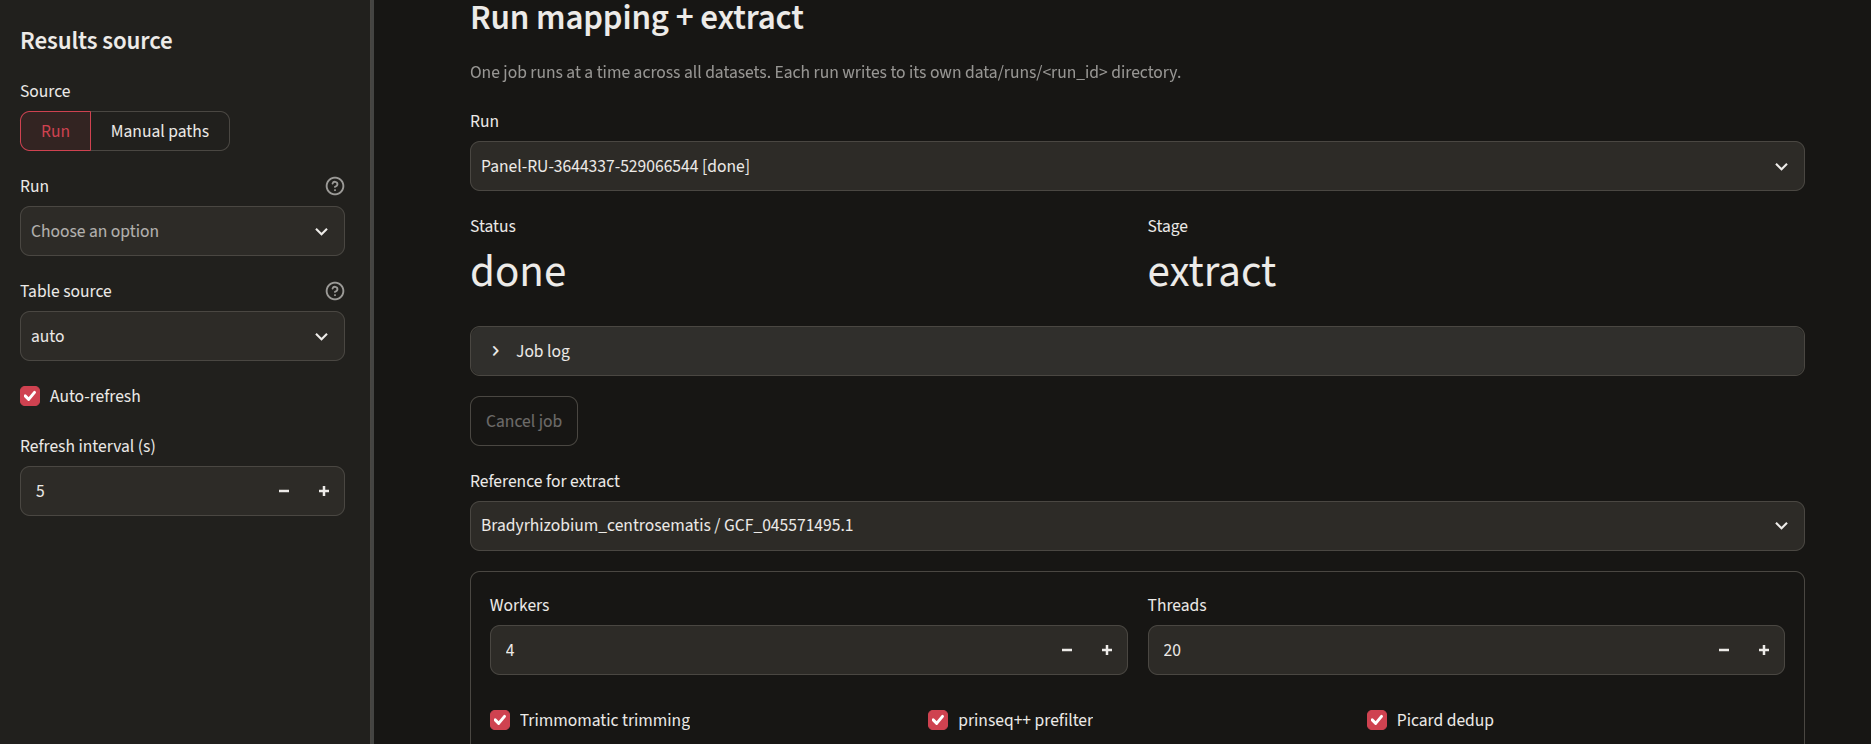 Results source
Source
Run
Manual paths
Run
Choose an option
Table source
auto
Auto-refresh
Refresh interval (s)
5
Run mapping + extract
One job runs at a time across all datasets. Each run writes to its own data/runs/<run_id> directory.
Run
Panel-RU-3644337-529066544 [done]
Status
Stage
done
extract
Job log
Cancel job
Reference for extract
Bradyrhizobium_centrosematis / GCF_045571495.1
Workers
Threads
4
20
Trimmomatic trimming
prinseq++ prefilter
Picard dedup